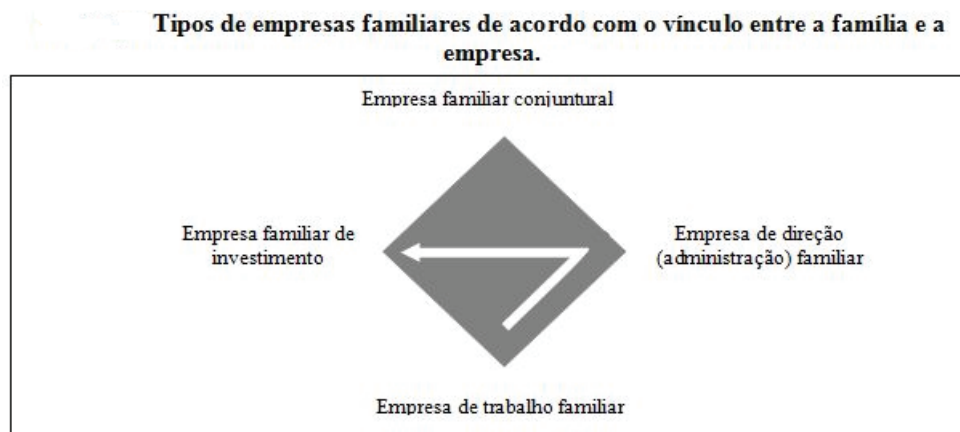 Tipos de empresas familiares de acordo com o vínculo entre a família e a
empresa.
Empresa familiar conjuntural
Empresa familiar de
investimento
Empresa de direção
(administração) familiar
Empresa de trabalho familiar